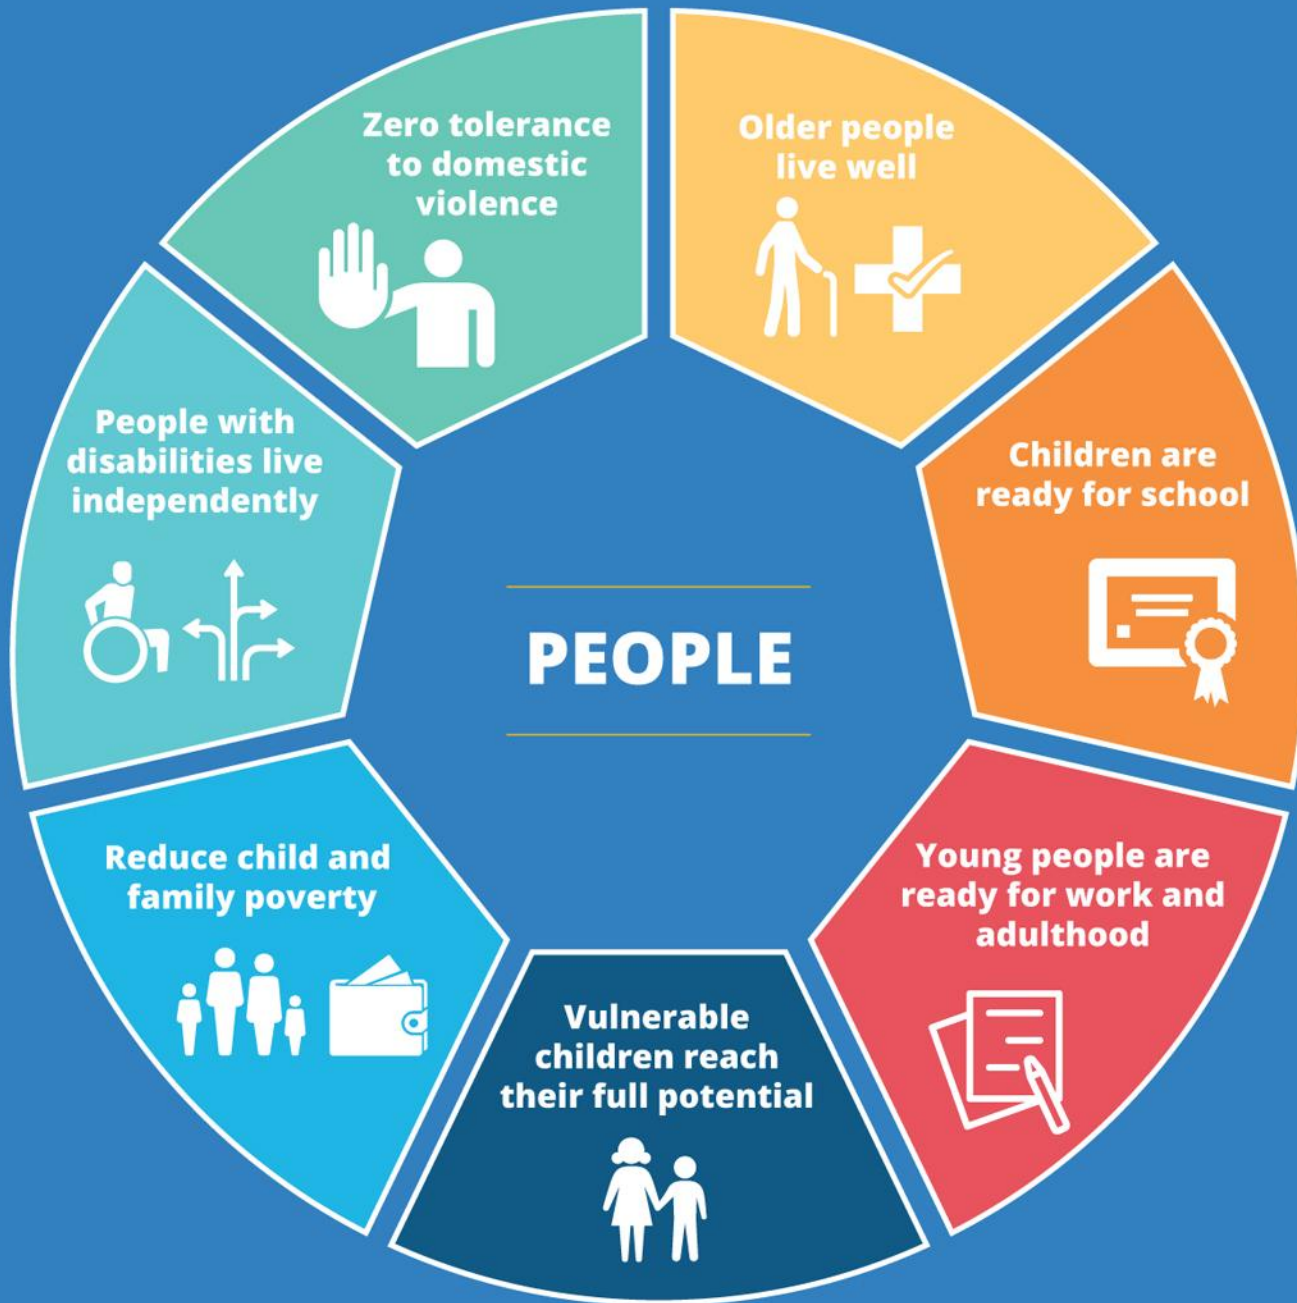 Zero tolerance
to domestic
violence
Older people
live well
Children are
ready for school
Young people are
ready for work and
adulthood
Vulnerable
children reach
their full potential
Reduce child and
family poverty
People with
disabilities live
independently
PEOPLE